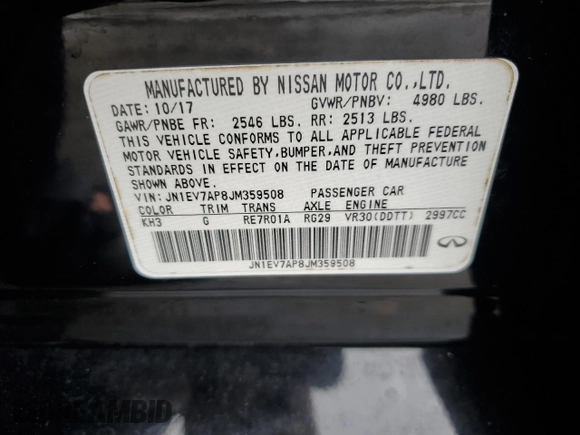 MANUFACTURED BY NISSAN MOTOR CO.,LTD.
DATE: 10/17 GVWR/PNBV: 4980 LBS.
GAWR/PNBE FR: 2546 LBS. RR: 2513 LBS.
THIS VEHICLE CONFORMS TO ALL APPLICABLE FEDERAL
MOTOR VEHICLE SAFETY, BUMPER, AND THEFT PREVENTION
STANDARDS IN EFFECT ON THE DATE OF MANUFACTURE
SHOWN ABOVE.
VIN: JN1EV7AP8JM359508 PASSENGER CAR
COLOR TRIM TRANS AXLE ENGINE
KH3 G RE7R01A RG29 VR30(DDTT) 2997CC
JN1EV7AP8JM359508